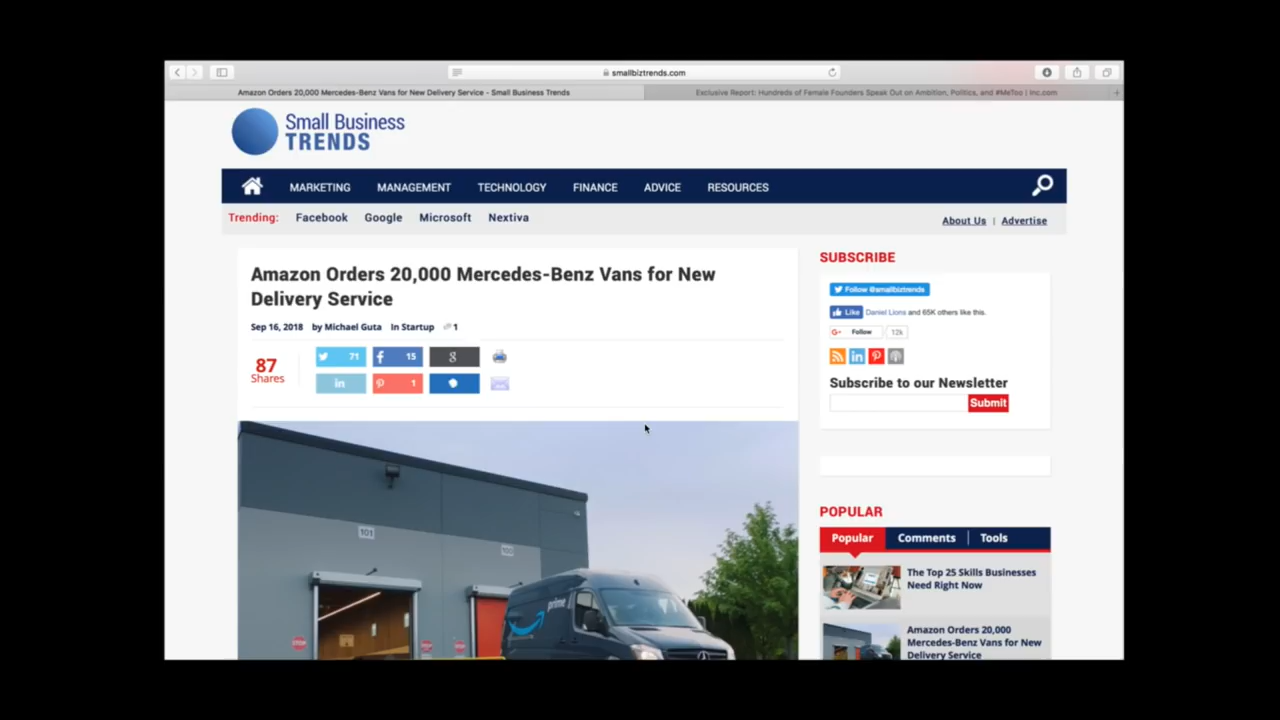 smallbiztrends.com
Amazon Orders 20,000 Mercedes-Benz Vans for New Delivery Service - Small Business Trends
Exclusive Report: Hundreds of Female Founders Speak Out on Ambition, Politics, and #MeToo | Inc.com
Small Business
TRENDS
MARKETING MANAGEMENT TECHNOLOGY FINANCE ADVICE RESOURCES
Trending: Facebook Google Microsoft Nextiva
About Us | Advertise
Amazon Orders 20,000 Mercedes-Benz Vans for New
Delivery Service
Sep 16, 2018 by Michael Guta In Startup 1
87
Shares
71
15
1
SUBSCRIBE
Follow @smallbiztrends
Like Daniel Lions and 65K others like this.
G+ Follow 12k
Subscribe to our Newsletter
Submit
POPULAR
Popular Comments Tools
The Top 25 Skills Businesses
Need Right Now
Amazon Orders 20,000
Mercedes-Benz Vans for New
Delivery Service
103
prime
STOP